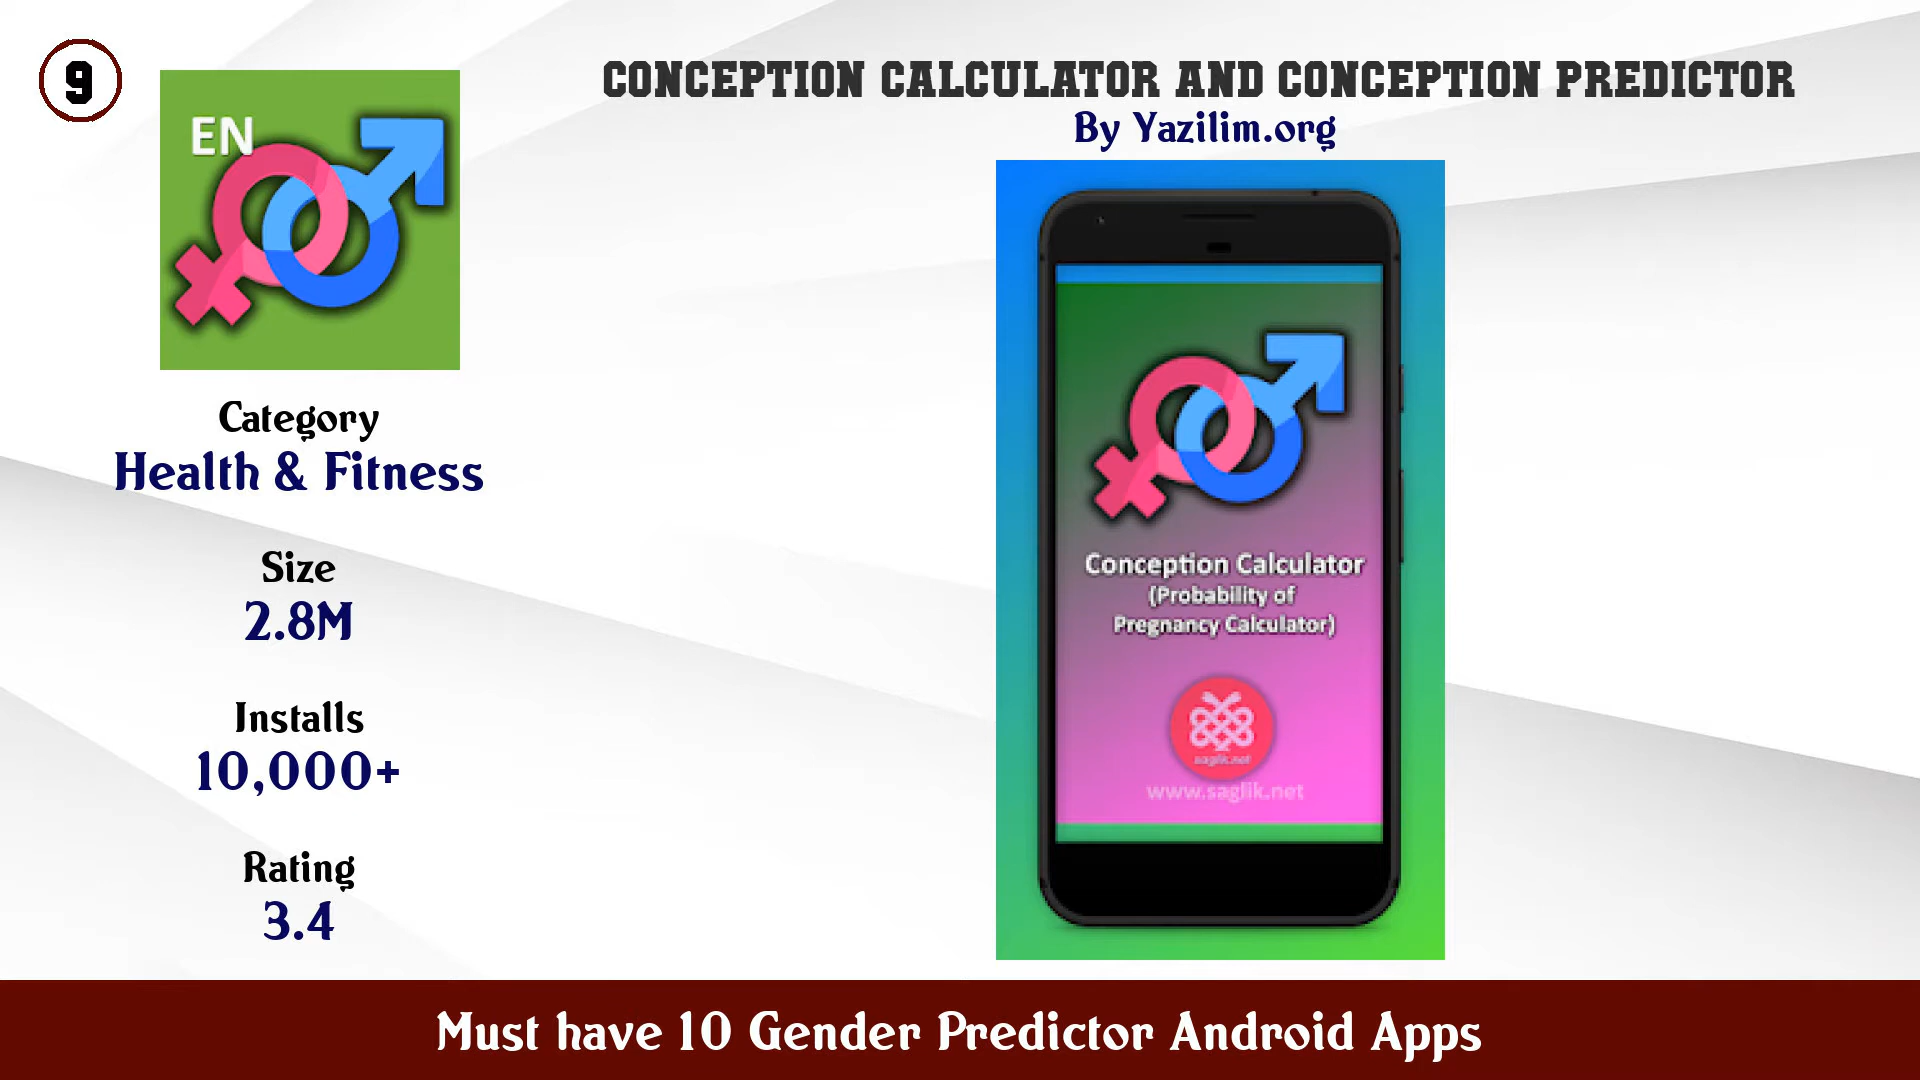 9
EN
CONCEPTION CALCULATOR AND CONCEPTION PREDICTOR
By Yazilim.org
Category
Health & Fitness
Size
2.8M
Installs
10,000+
Rating
3.4
Conception Calculator
(Probability of
Pregnancy Calculator)
saglik.net
www.saglik.net
Must have 10 Gender Predictor Android Apps